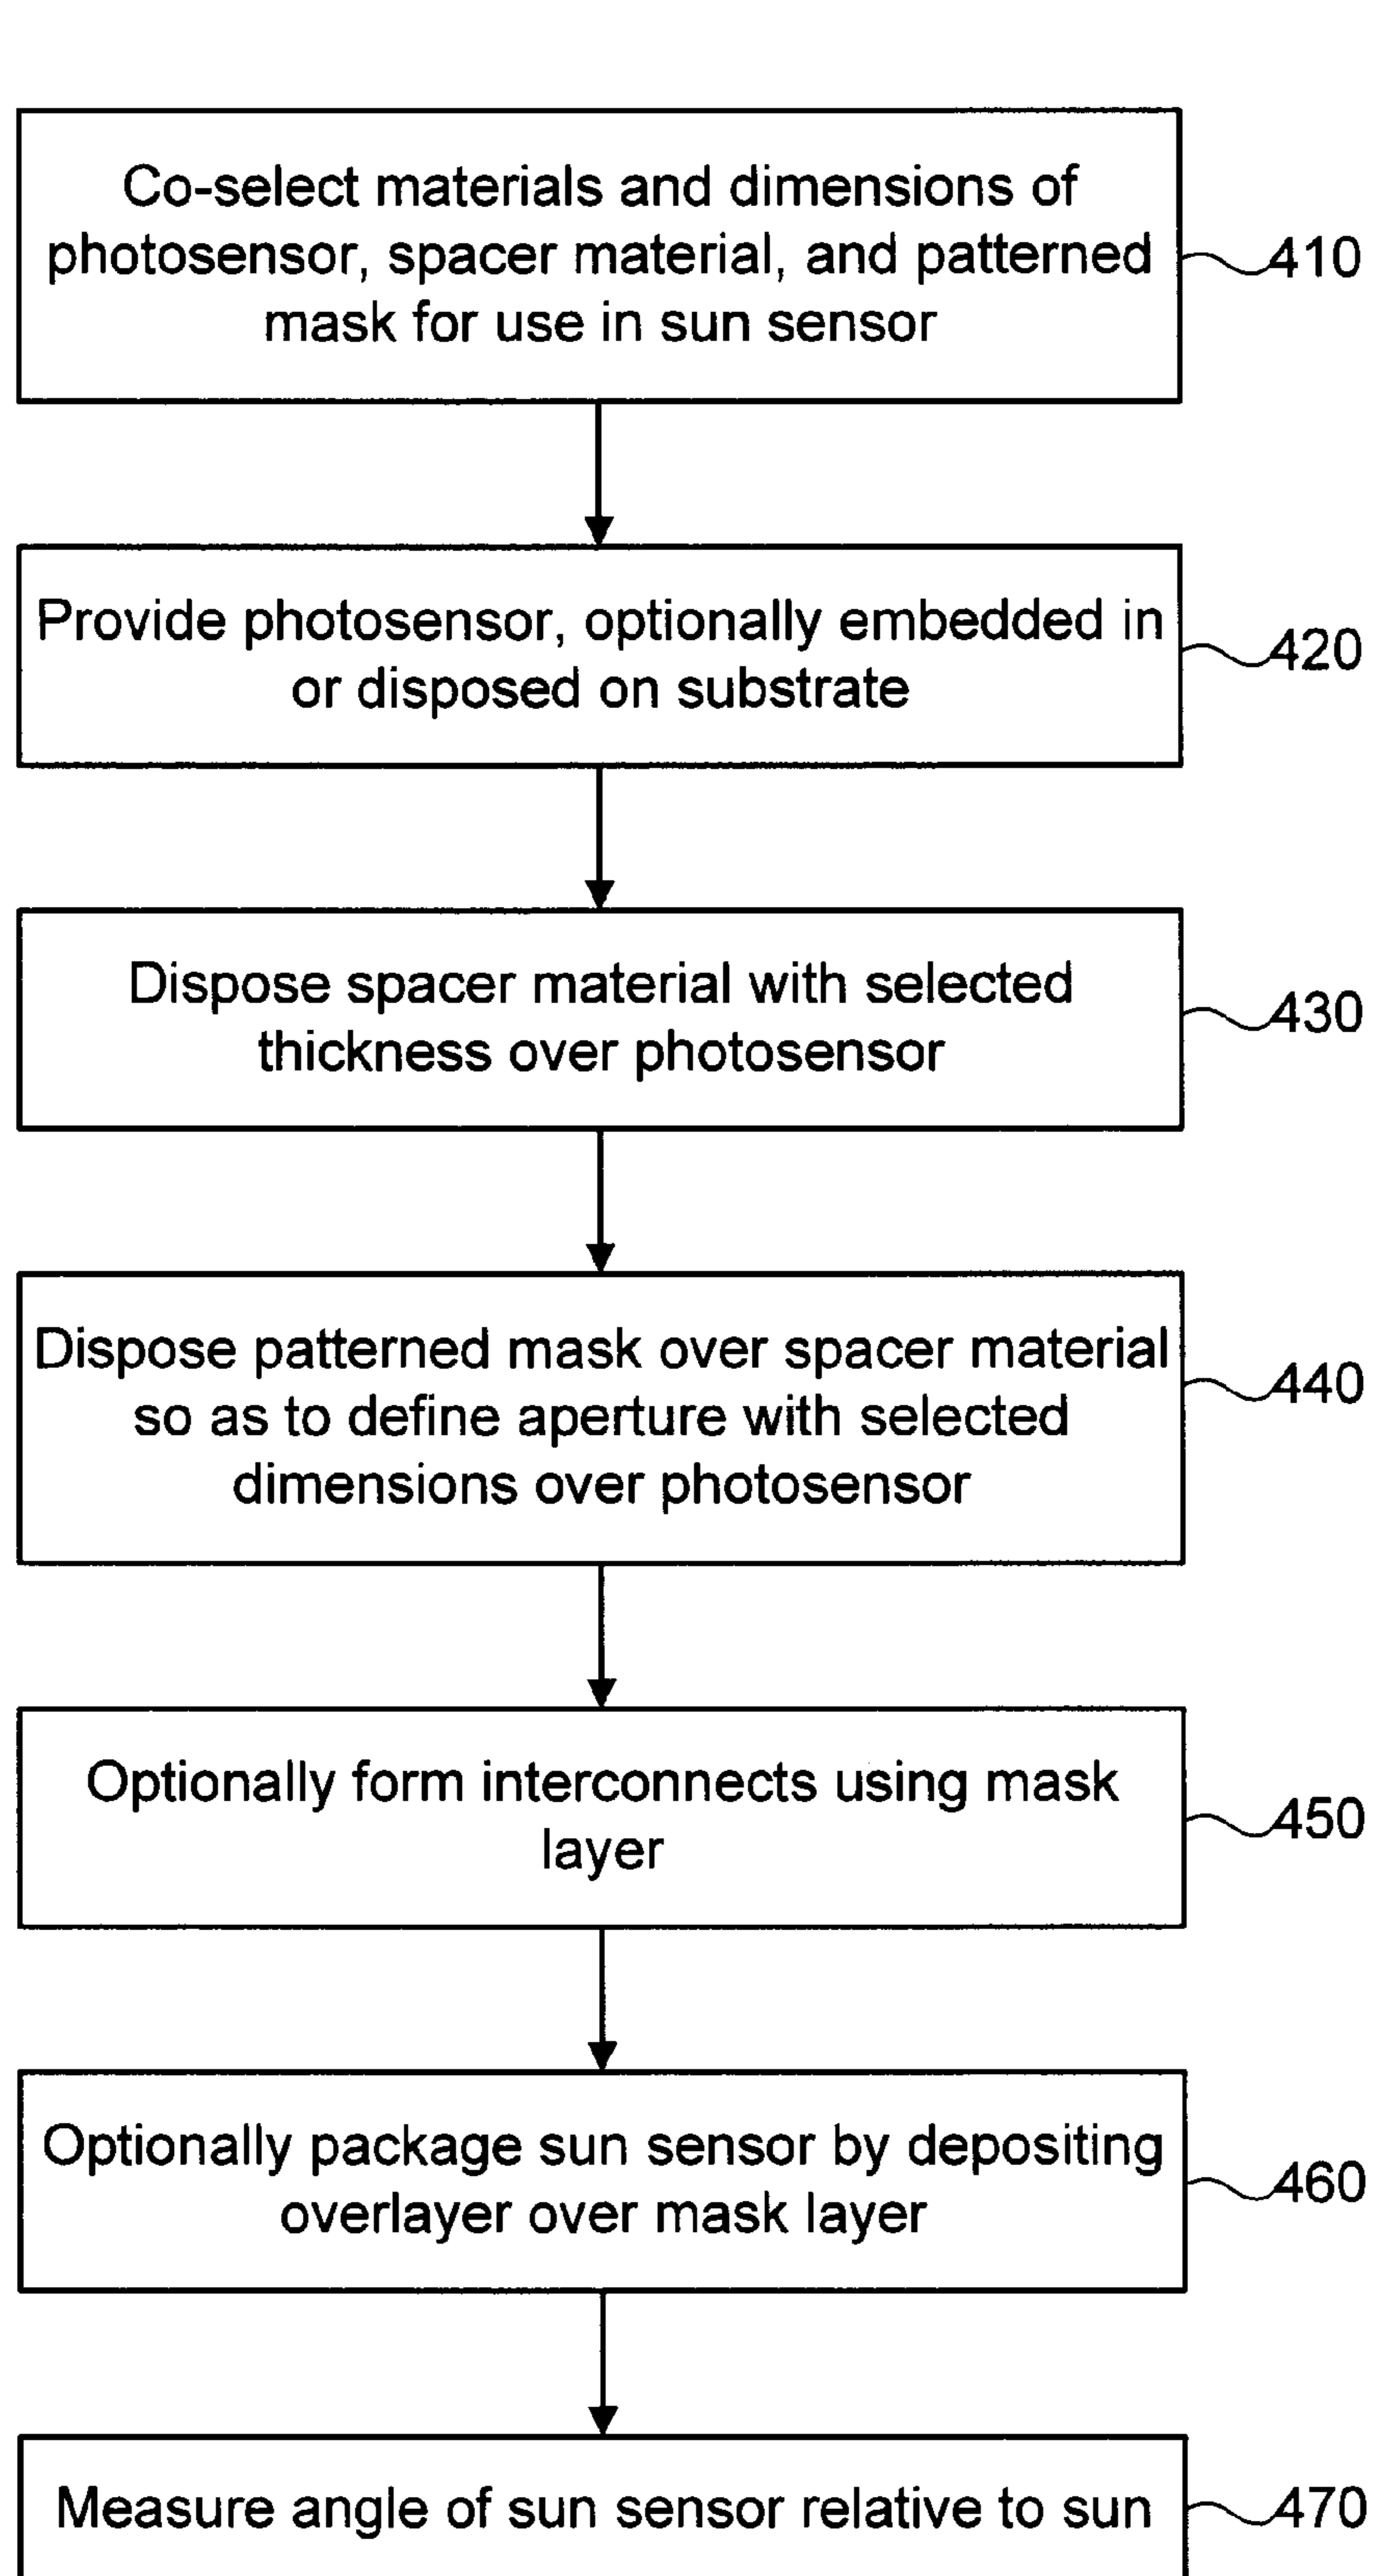 Co-select materials and dimensions of
photosensor, spacer material, and patterned
mask for use in sun sensor
410
Provide photosensor, optionally embedded in
or disposed on substrate
420
Dispose spacer material with selected
thickness over photosensor
430
Dispose patterned mask over spacer material
so as to define aperture with selected
dimensions over photosensor
440
Optionally form interconnects using mask
layer
450
Optionally package sun sensor by depositing
overlayer over mask layer
460
Measure angle of sun sensor relative to sun
470